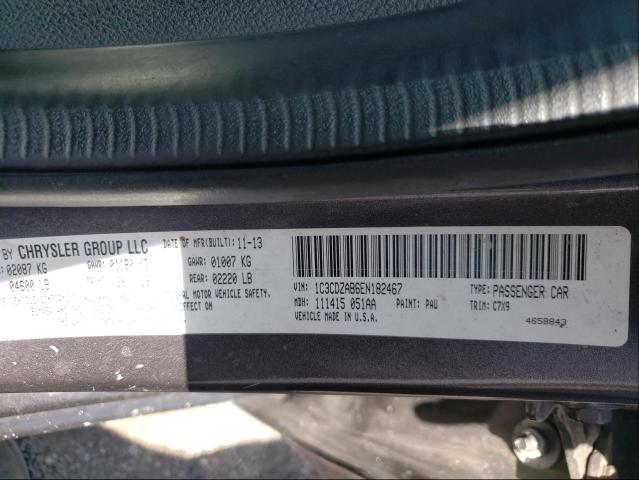 BY CHRYSLER GROUP LLC DATE OF MFR(BUILT): 11-13
: 02087 KG GAWR: KG GAWR: 01007 KG
04600 LB REAR: 02220 LB
AL MOTOR VEHICLE SAFETY,
EFFECT ON
VIN: 1C3CDZAB6EN182467 TYPE: PASSENGER CAR
MDH: 111415 051AA PAINT: PAU TRIM: C7X9
VEHICLE MADE IN U.S.A. 4658843